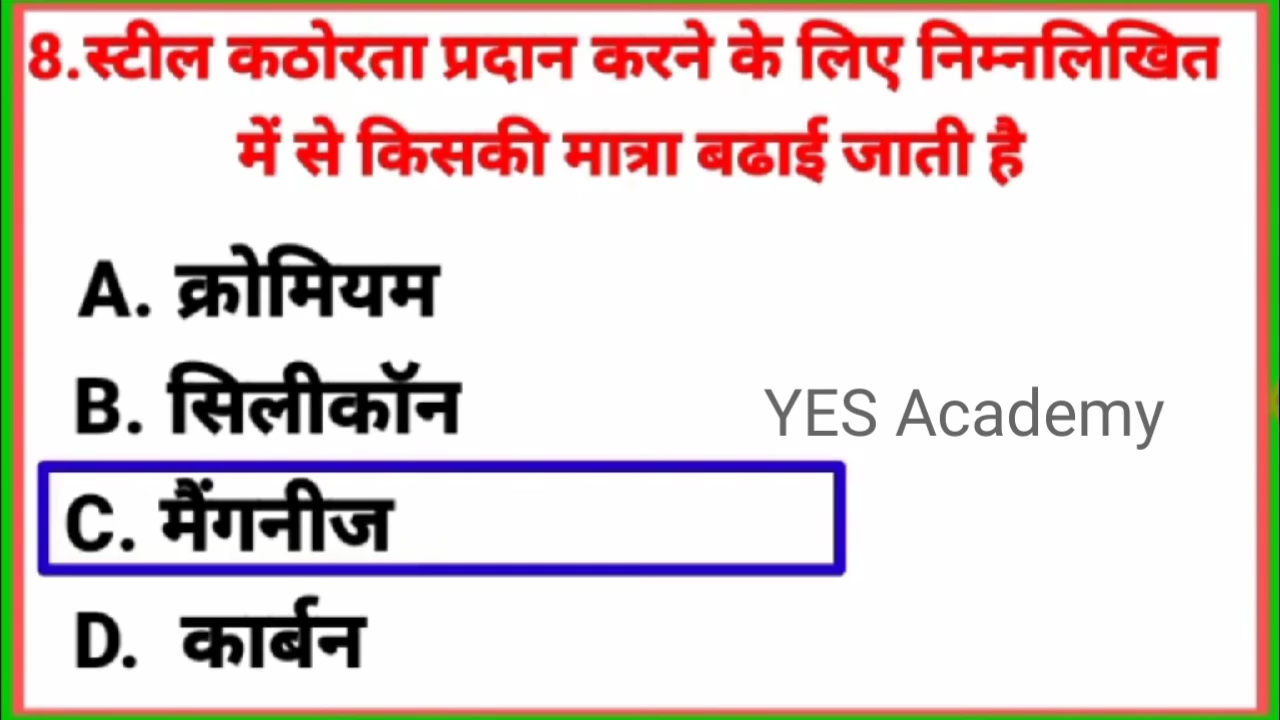 8.स्टील कठोरता प्रदान करने के लिए निम्नलिखित
में से किसकी मात्रा बढाई जाती है
A. क्रोमियम
B. सिलीकॉन
YES Academy
C. मैंगनीज
D. कार्बन